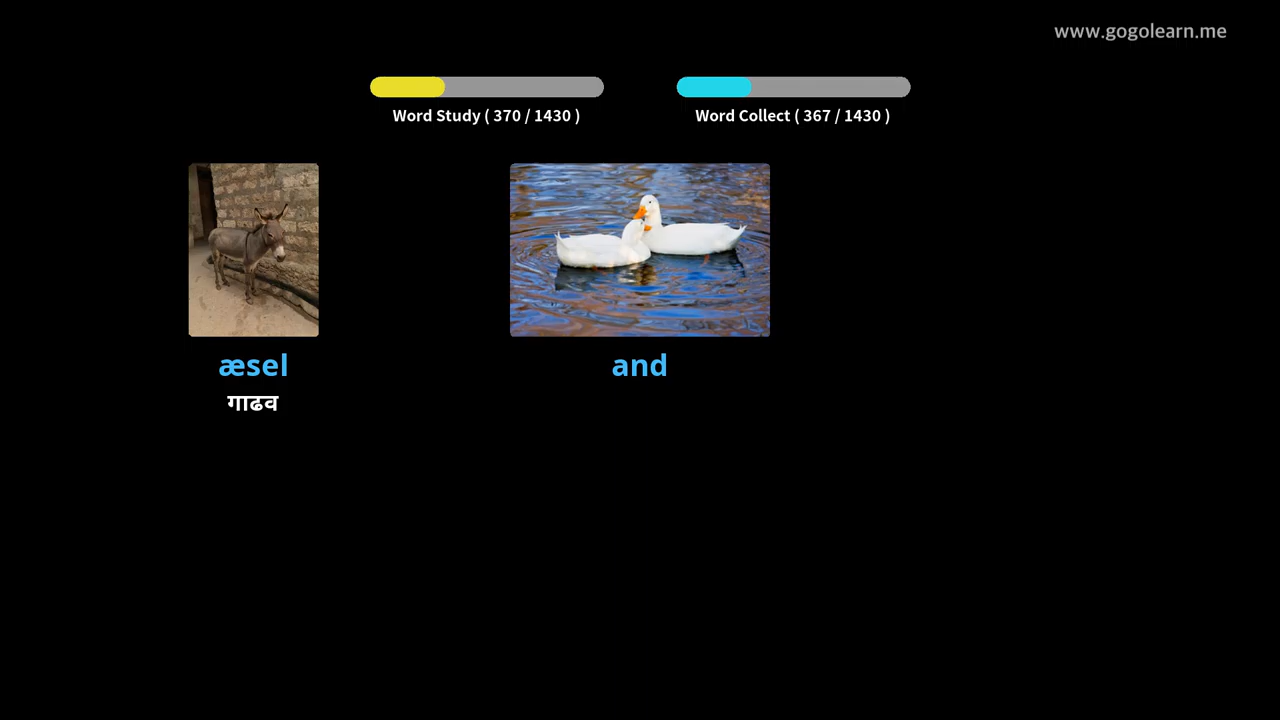 www.gogolearn.me
Word Study ( 370 / 1430 )
Word Collect ( 367 / 1430 )
æsel
and
गाढव